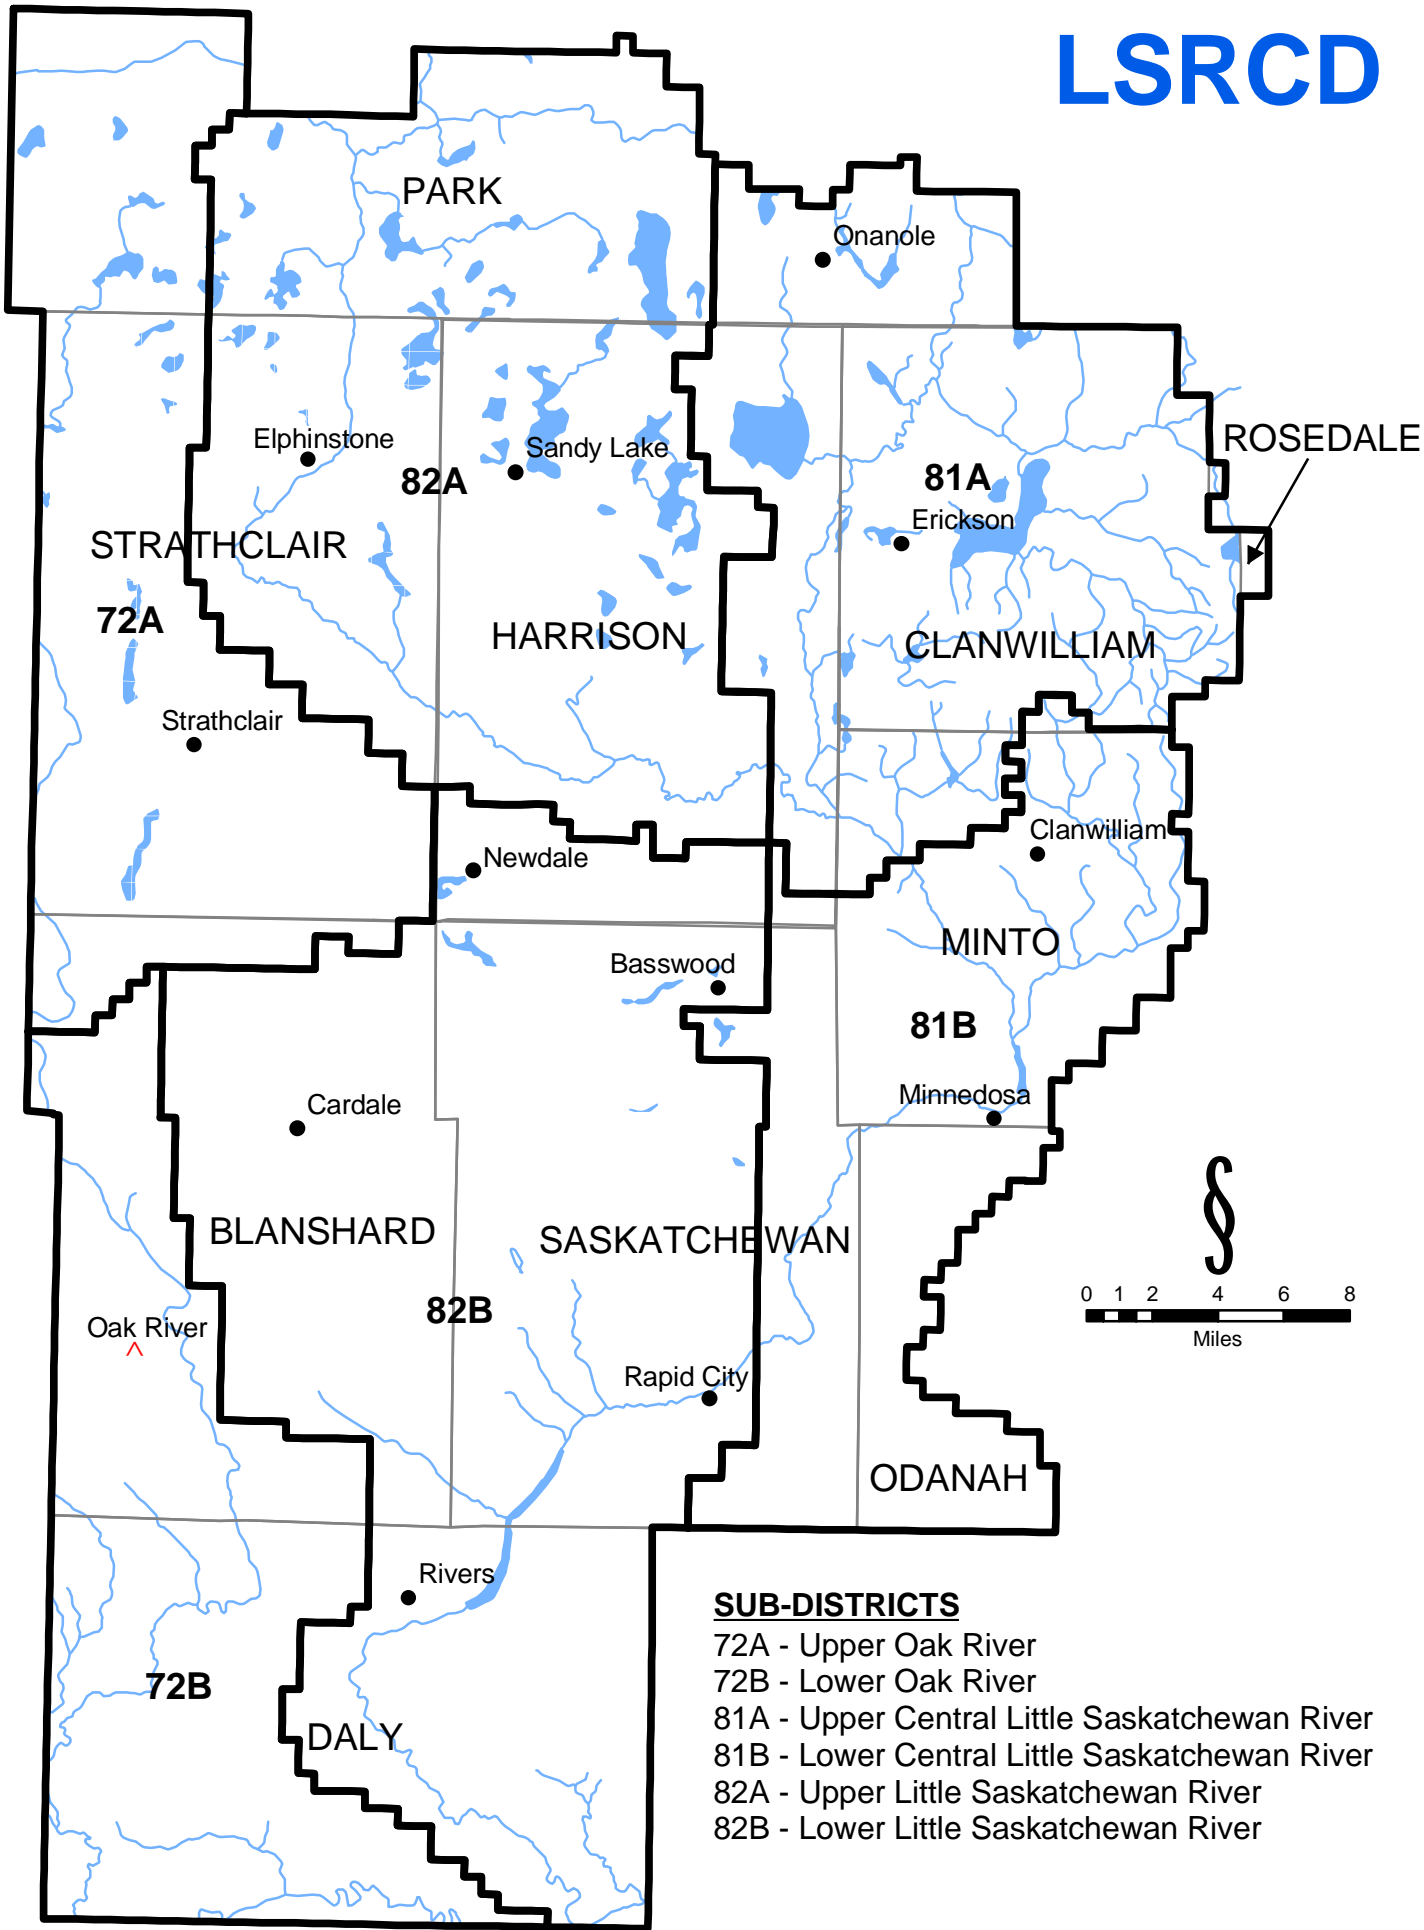 LSRCD
PARK
Onanole
ROSEDALE
Elphinstone
Sandy Lake
82A
81A
Erickson
STRATHCLAIR
72A
HARRISON
CLANWILLIAM
Strathclair
Clanwilliam
Newdale
MINTO
Baswood
81B
Minnedosa
Cardale
BLANSHARD
SASKATCHEWAN
82B
0 1 2 4 6 8
Miles
Oak River
Rapid City
ODANAH
Rivers
72B
DALY
SUB-DISTRICTS
72A - Upper Oak River
72B - Lower Oak River
81A - Upper Central Little Saskatchewan River
81B - Lower Central Little Saskatchewan River
82A - Upper Little Saskatchewan River
82B - Lower Little Saskatchewan River